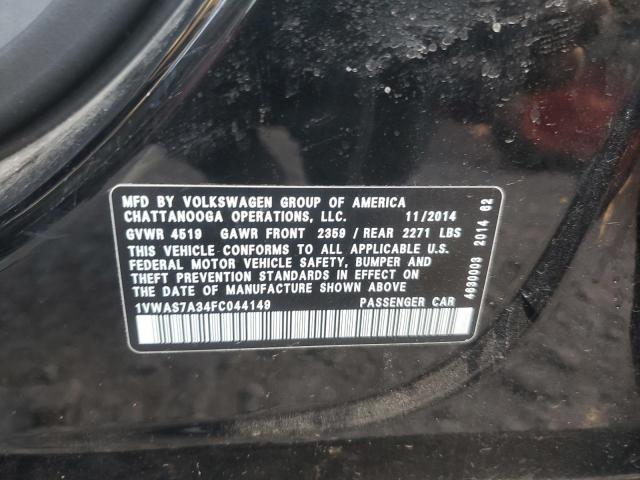 MFD BY VOLKSWAGEN GROUP OF AMERICA
CHATTANOOGA OPERATIONS, LLC. 11/2014
GVWR 4519 GAWR FRONT 2359 / REAR 2271 LBS
THIS VEHICLE CONFORMS TO ALL APPLICABLE U.S.
FEDERAL MOTOR VEHICLE SAFETY, BUMPER AND
THEFT PREVENTION STANDARDS IN EFFECT ON
THE DATE OF MANUFACTURE SHOWN ABOVE
1VWAS7A34FC044149 PASSENGER CAR
4630003 2014 62